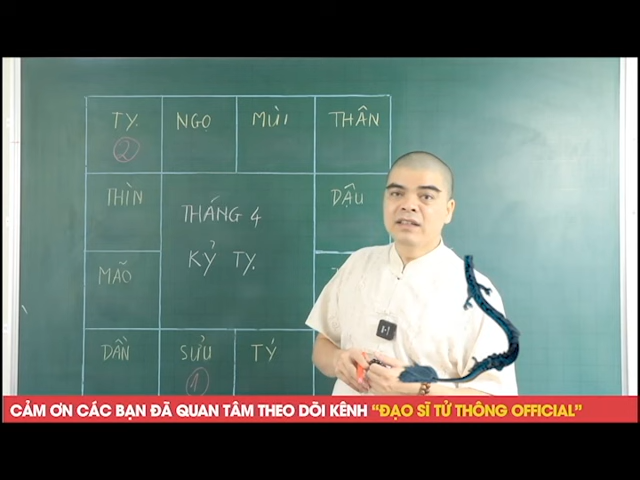 TỴ. NGO MÙI THÂN
2
THÌN DẬU
THÁNG 4
KỶ TỴ.
MÃO
DẦN SỬU TÝ
1
CẢM ƠN CÁC BẠN ĐÃ QUAN TÂM THEO DÕI KÊNH “ĐẠO SĨ TỬ THÔNG OFFICIAL”